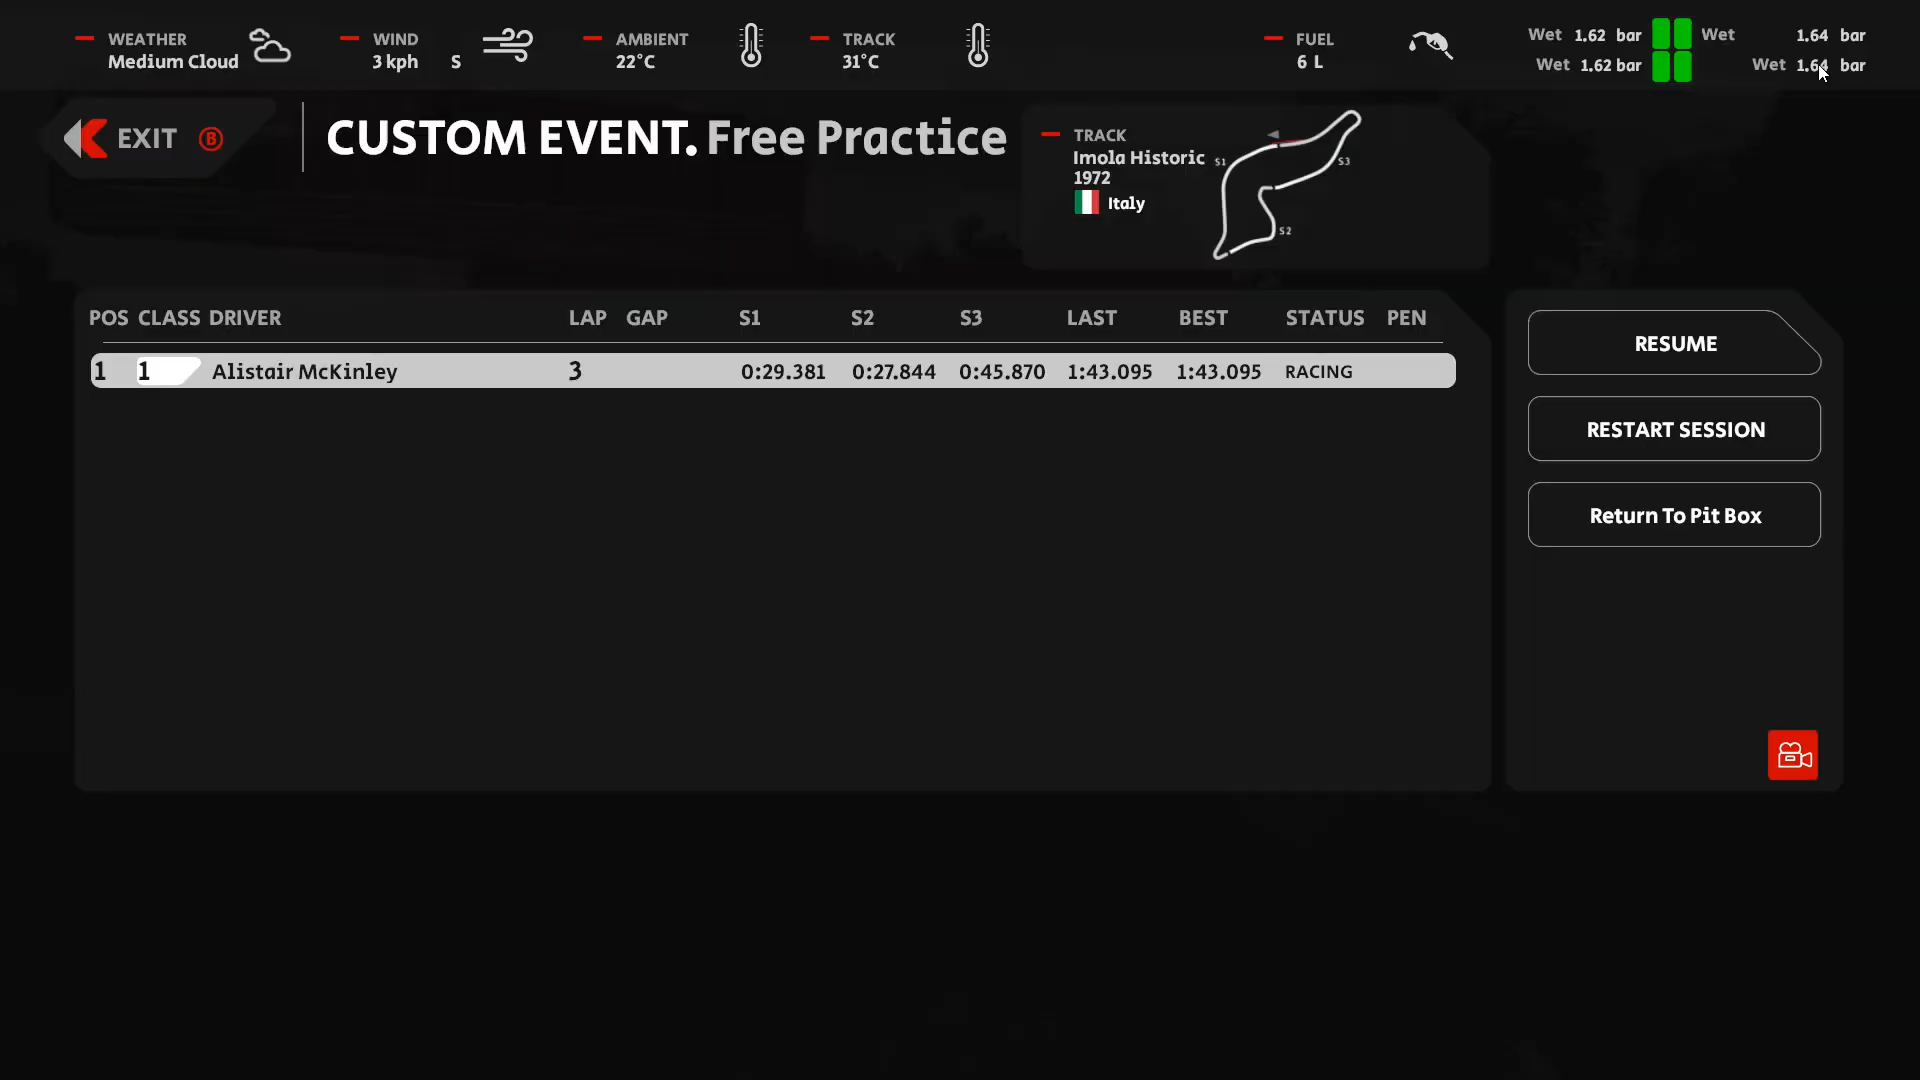 WEATHER
Medium Cloud
WIND
3 kph S
AMBIENT
22°C
TRACK
31°C
FUEL
6 L
Wet 1.62 bar Wet 1.64 bar
Wet 1.62 bar Wet 1.64 bar
EXIT B
CUSTOM EVENT. Free Practice
TRACK
Imola Historic
1972
Italy
S1
S3
S2
POS CLASS DRIVER LAP GAP S1 S2 S3 LAST BEST STATUS PEN
1 1 Alistair McKinley 3 0:29.381 0:27.844 0:45.870 1:43.095 1:43.095 RACING
RESUME
RESTART SESSION
Return To Pit Box